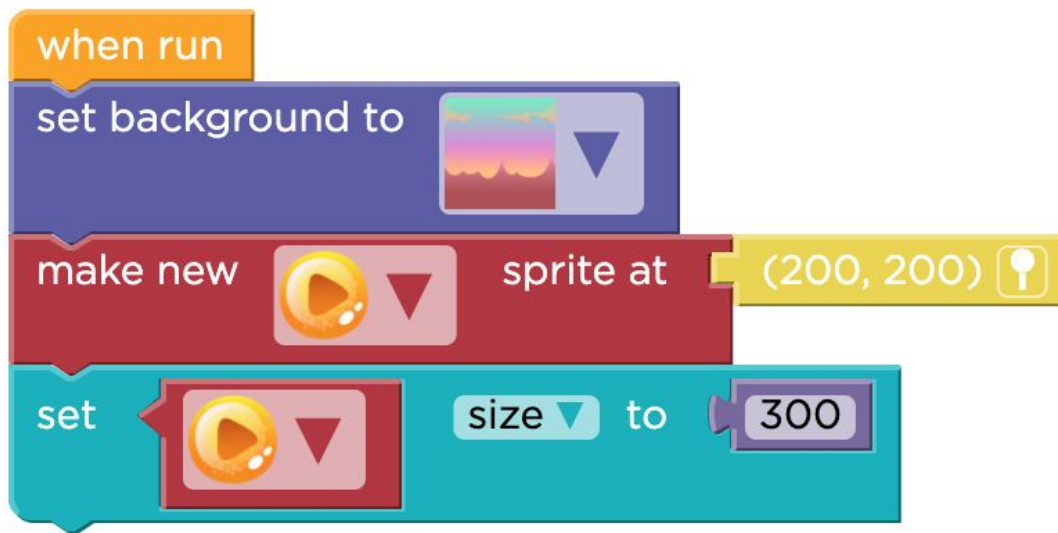 when run
set background to
make new sprite at (200, 200)
set size to 300